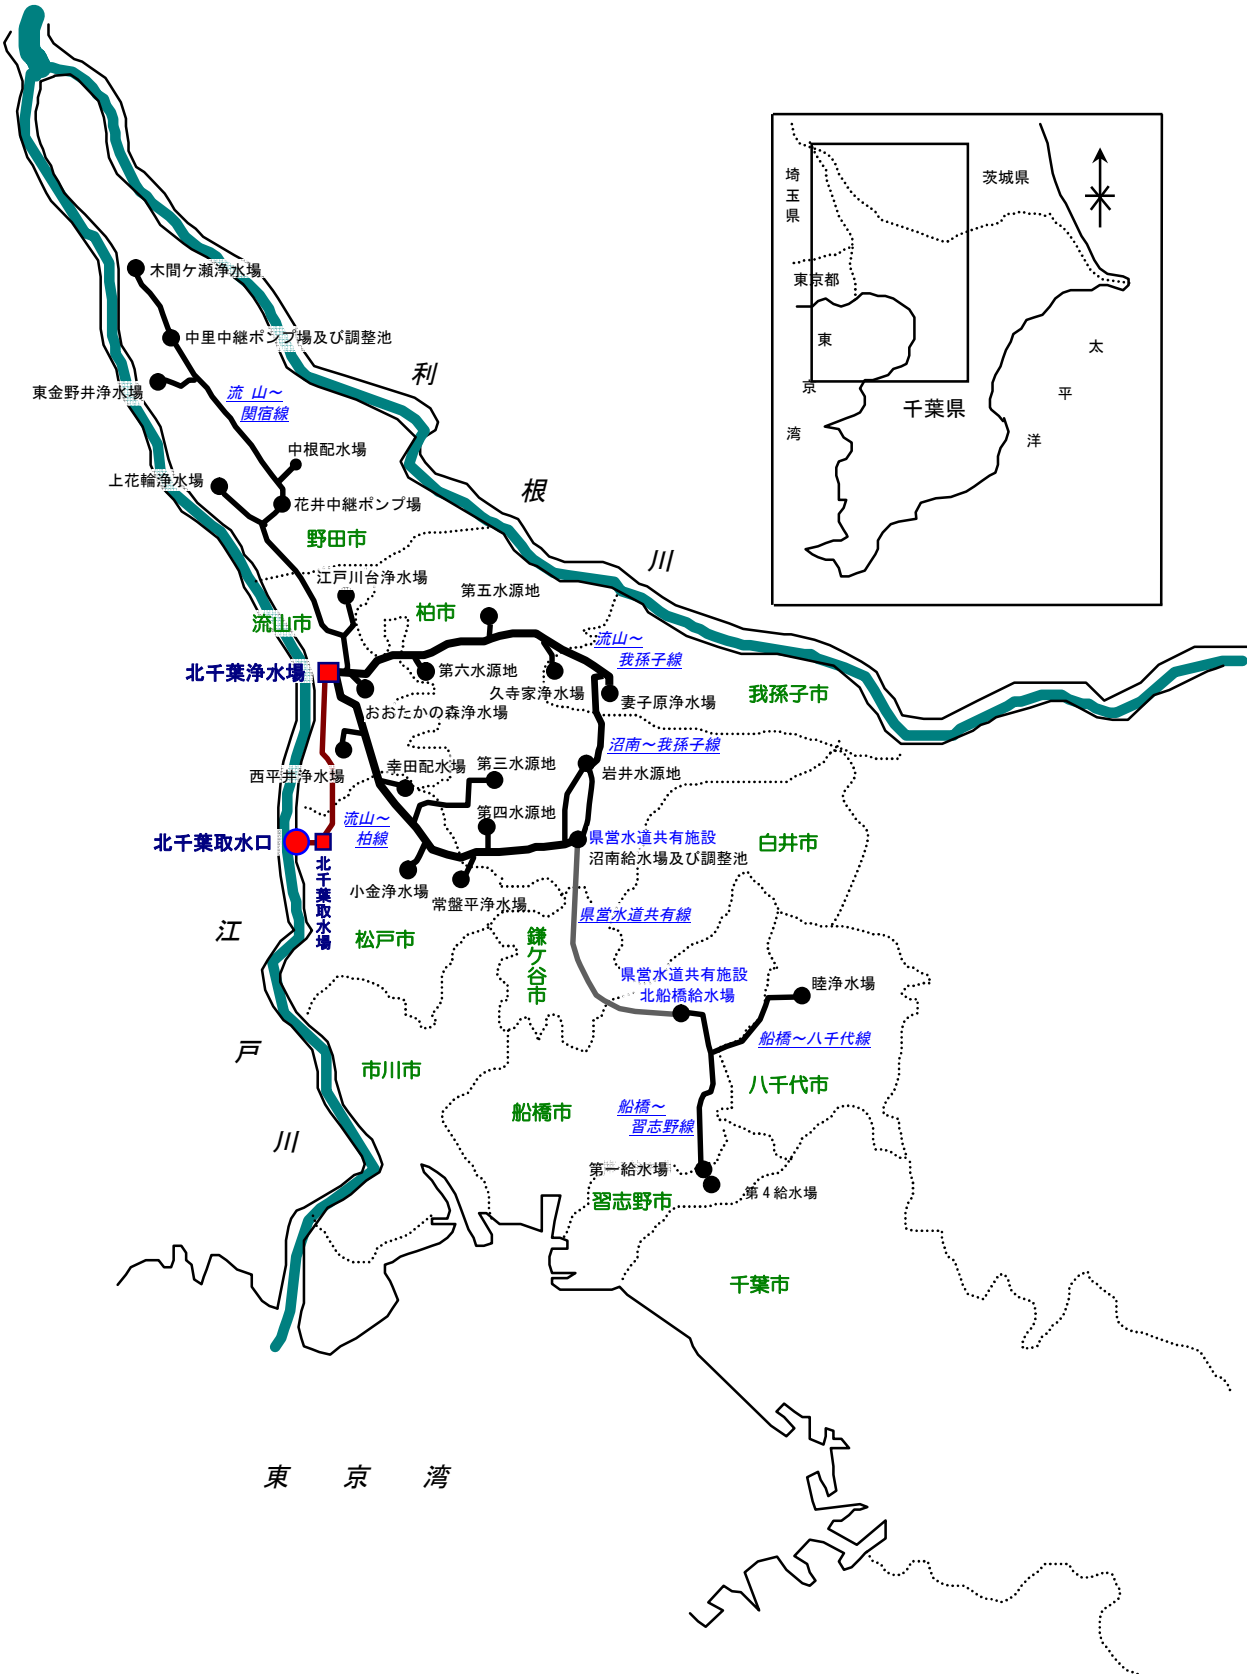 埼玉県
茨城県
東京都
東京湾
千葉県
太平洋
木間ケ瀬浄水場
中里中継ポンプ場及び調整池
東金野井浄水場
流 山～
関宿線
利根川
中根配水場
上花輪浄水場
花井中継ポンプ場
野田市
江戸川台浄水場
第五水源地
柏市
流山市
流山～
我孫子線
北千葉浄水場
第六水源地
久寺家浄水場
妻子原浄水場
我孫子市
おおたかの森浄水場
沼南～我孫子線
西平井浄水場
幸田配水場
第三水源地
岩井水源地
流山～
柏線
第四水源地
北千葉取水口
県営水道共有施設
沼南給水場及び調整池
白井市
北千葉取水場
小金浄水場
常盤平浄水場
県営水道共有線
江戸川
松戸市
鎌ケ谷市
県営水道共有施設
北船橋給水場
睦浄水場
船橋～八千代線
市川市
八千代市
船橋市
船橋～
習志野線
第一給水場
第４給水場
習志野市
千葉市
東京湾